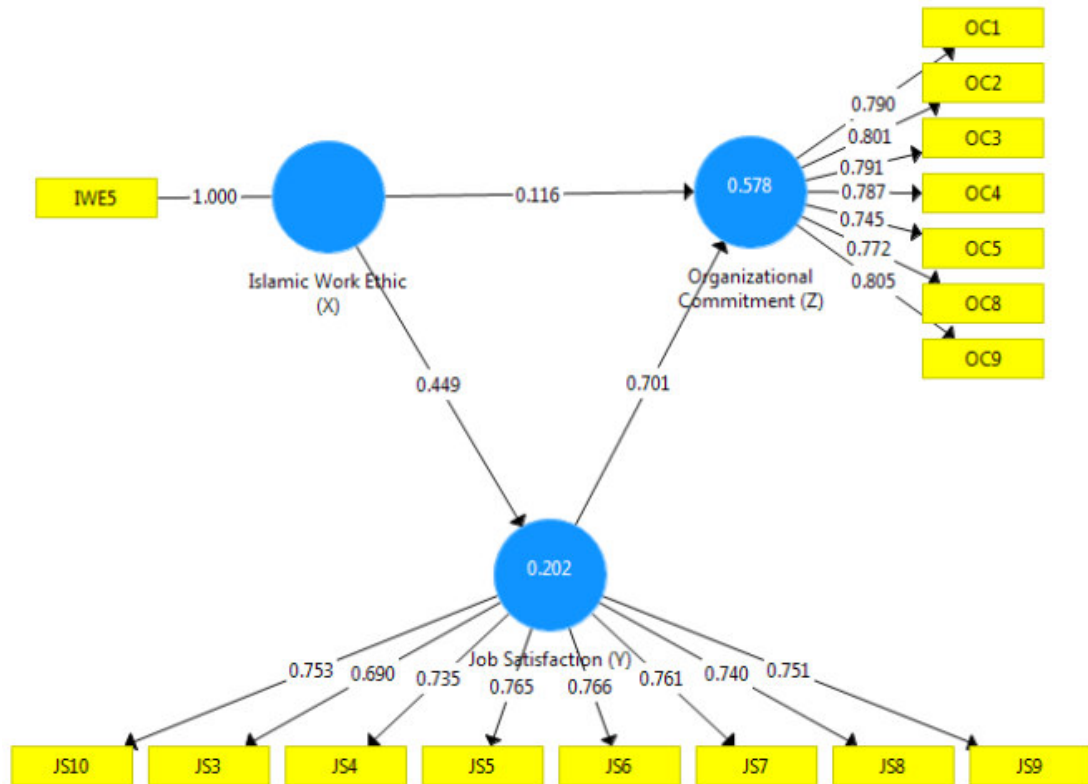 OC1
OC2
0.790
0.801
OC3
0.791
IWE5
1.000
0.116
0.578
0.787
OC4
0.745
OC5
0.772
Islamic Work Ethic
(X)
Organizational
Commitment (Z)
0.805
OC8
OC9
0.449
0.701
0.202
Job Satisfaction (Y)
0.753
0.690
0.735
0.765
0.766
0.761
0.740
0.751
JS10
JS3
JS4
JS5
JS6
JS7
JS8
JS9